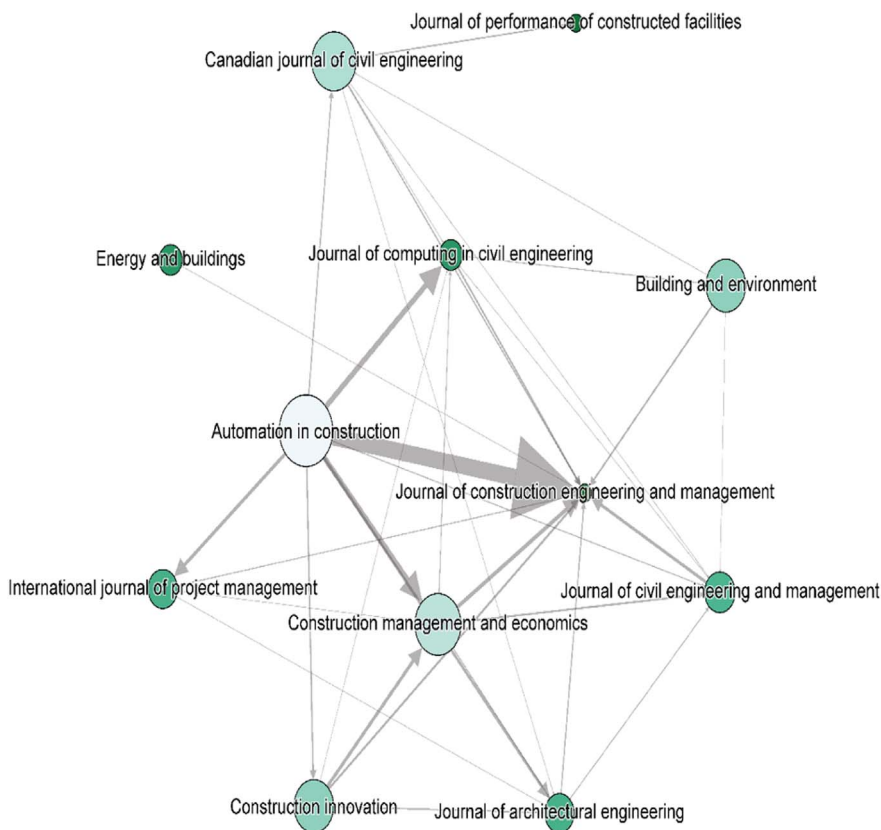 Journal of performance of constructed facilities
Canadian journal of civil engineering
Energy and buildings
Journal of computing in civil engineering
Building and environment
Automation in construction
Journal of construction engineering and management
International journal of project management
Journal of civil engineering and management
Construction management and economics
Construction innovation
Journal of architectural engineering